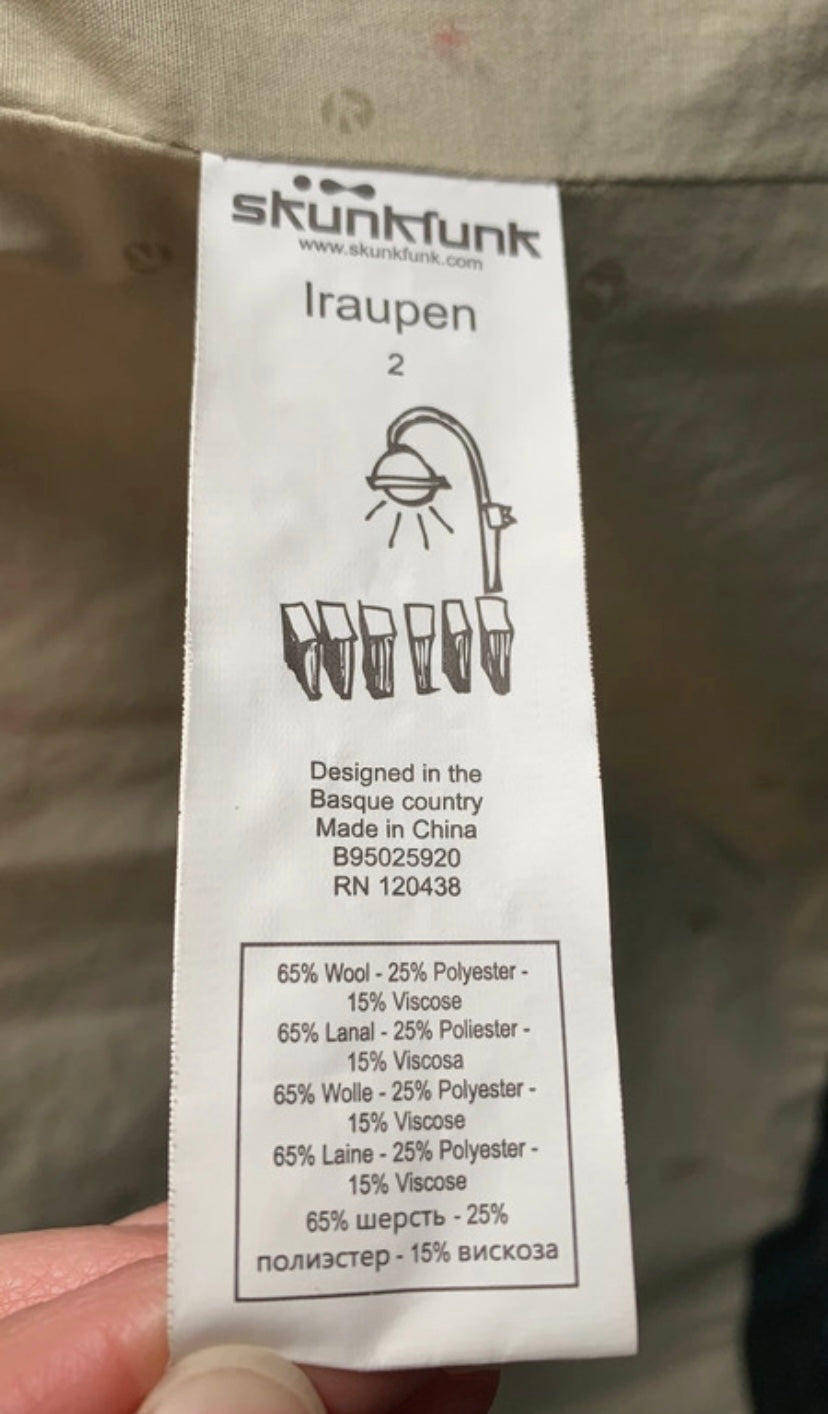 skunkfunk
www.skunkfunk.com
Iraupen
2
Designed in the
Basque country
Made in China
B95025920
RN 120438
65% Wool - 25% Polyester -
15% Viscose
65% Lanal - 25% Poliester -
15% Viscosa
65% Wolle - 25% Polyester -
15% Viscose
65% Laine - 25% Polyester -
15% Viscose
65% шерсть - 25%
полиэстер - 15% вискоза